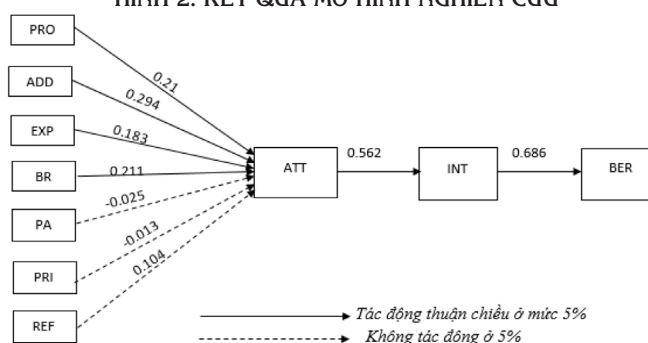 HÌNH 2: KẾT QUẢ MÔ HÌNH NGHIÊN CỨU
PRO
0.21
ADD
0.294
EXP
0.183
BR
0.211
ATT
0.562
INT
0.686
BER
PA
-0.025
PRI
-0.013
REF
0.104
Tác động thuận chiều ở mức 5%
Không tác đông ở 5%